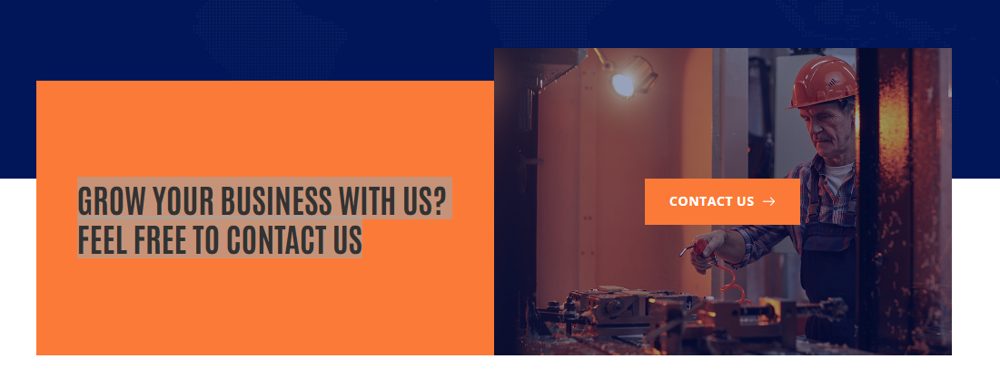 GROW YOUR BUSINESS WITH US?
FEEL FREE TO CONTACT US
CONTACT US →